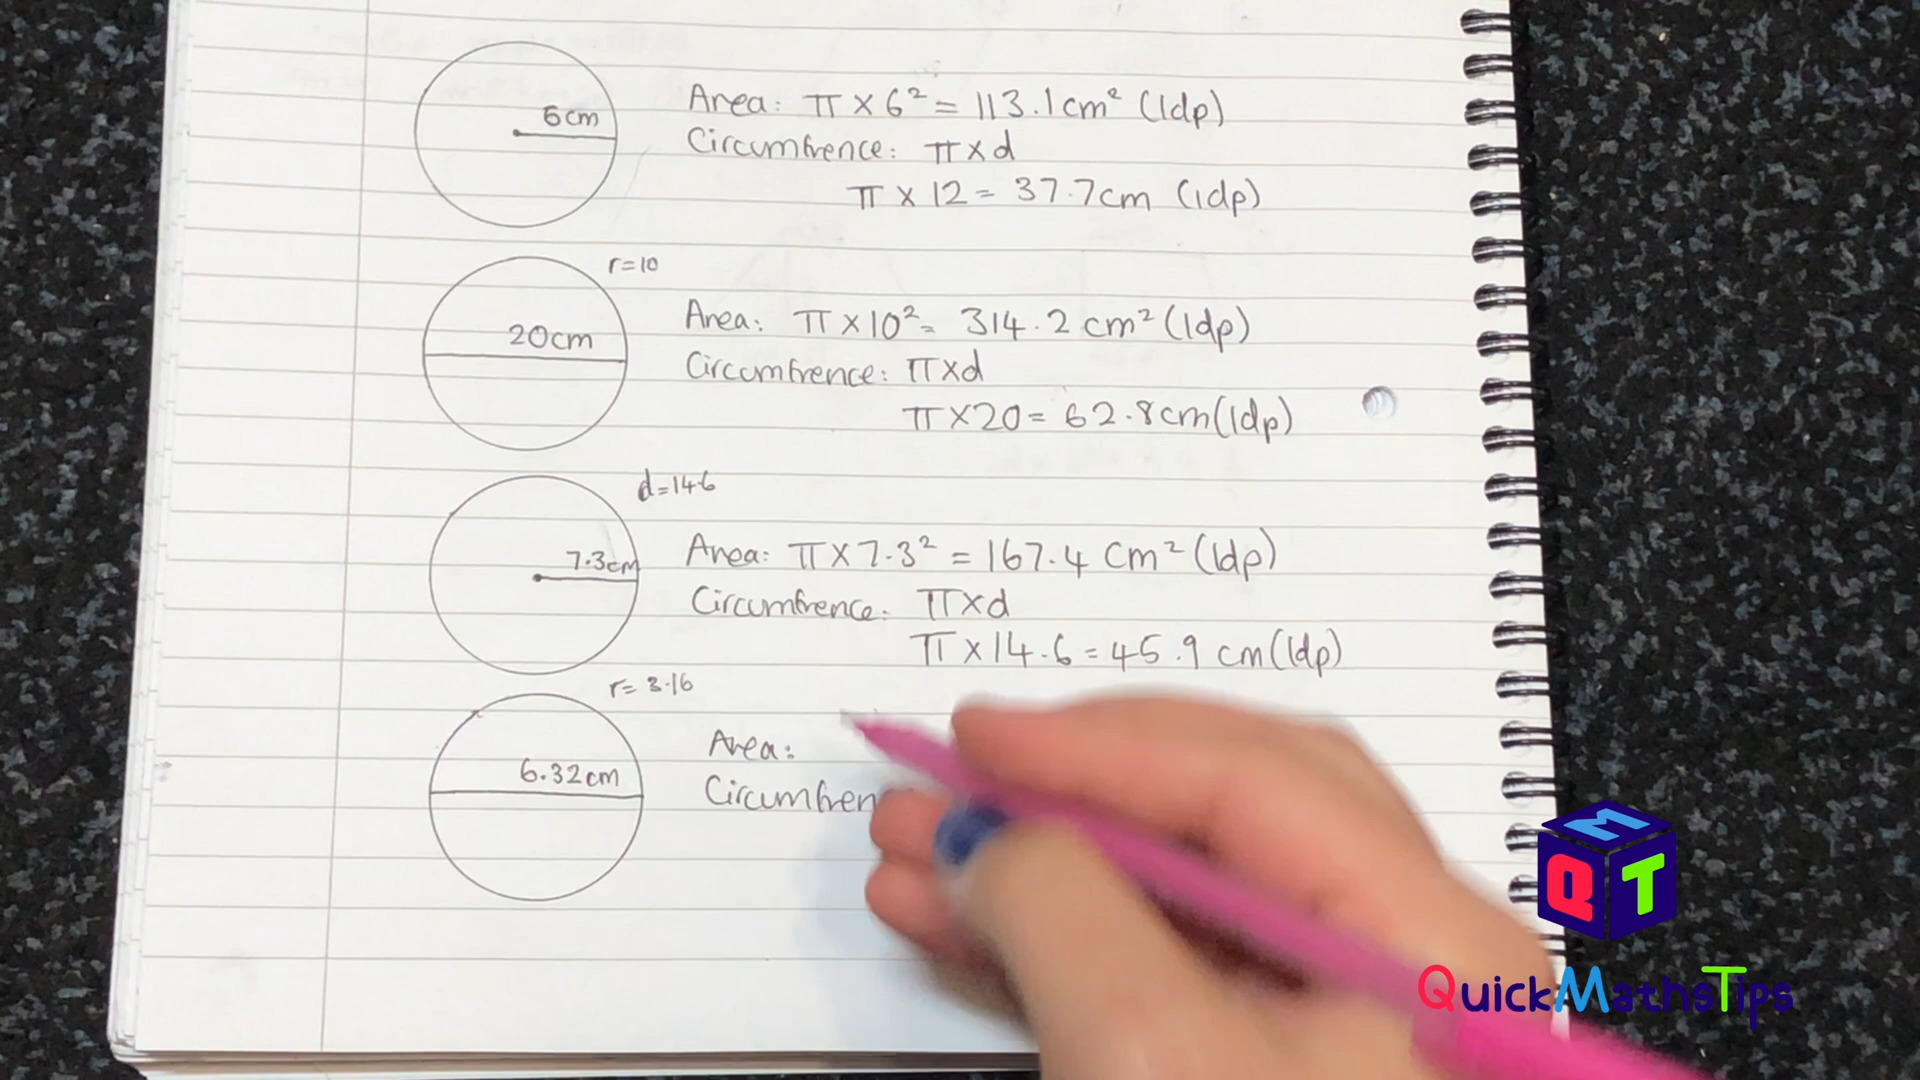 6cm
Area: π × 6² = 113.1cm² (1dp)
Circumfrence: π×d
π × 12 = 37.7cm (1dp)
r=10
20cm
Area: π×10² = 314.2 cm² (1dp)
Circumfrence: π×d
π×20 = 62.8cm(1dp)
d=14.6
7.3cm
Area: π×7.3² = 167.4 cm² (1dp)
Circumfrence: π×d
π×14.6 = 45.9 cm(1dp)
r= 3.16
6.32cm
Area:
Circumfren
M
Q T
QuickMathsTips